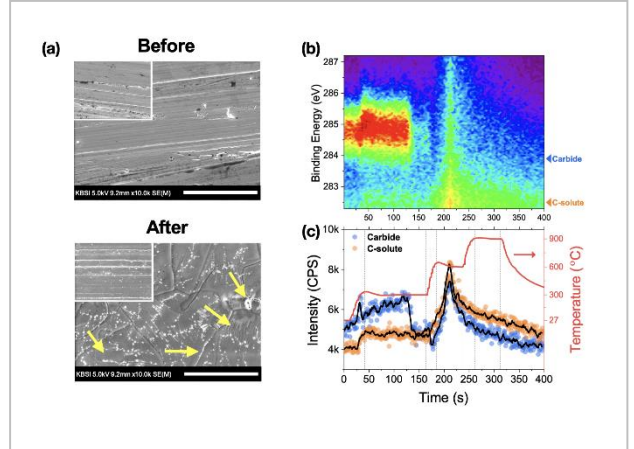 (a)
Before
KBSI 5.0kV 9.2mm x10.0k SE(M)
After
KBSI 5.0kV 9.2mm x10.0k SE(M)
(b)
Binding Energy (eV)
287
286
285
284
283
50 100 150 200 250 300 350 400
Carbide
C-solute
(c)
Carbide
C-solute
Intensity (CPS)
10k
8k
6k
4k
Temperature (°C)
900
600
300
27
0 50 100 150 200 250 300 350 400
Time (s)